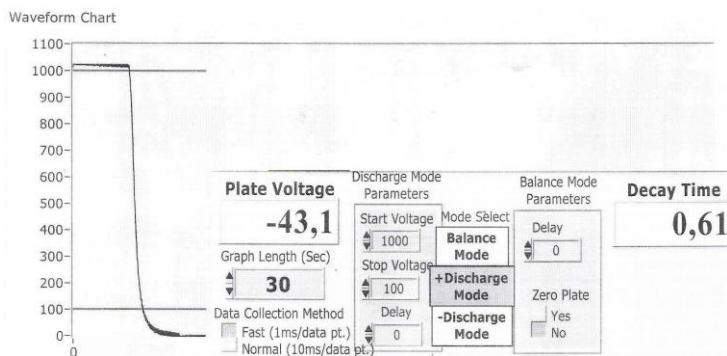 Waveform Chart
1100
1000
900
800
700
600
500
400
300
200
100
0
0
Plate Voltage
-43,1
Graph Length (Sec)
30
Data Collection Method
Fast (1ms/data pt.)
Normal (10ms/data pt.)
Discharge Mode
Parameters
Start Voltage
1000
Stop Voltage
100
Delay
0
Mode Select
Balance
Mode
+Discharge
Mode
-Discharge
Mode
Balance Mode
Parameters
Delay
0
Zero Plate
Yes
No
Decay Time
0,61